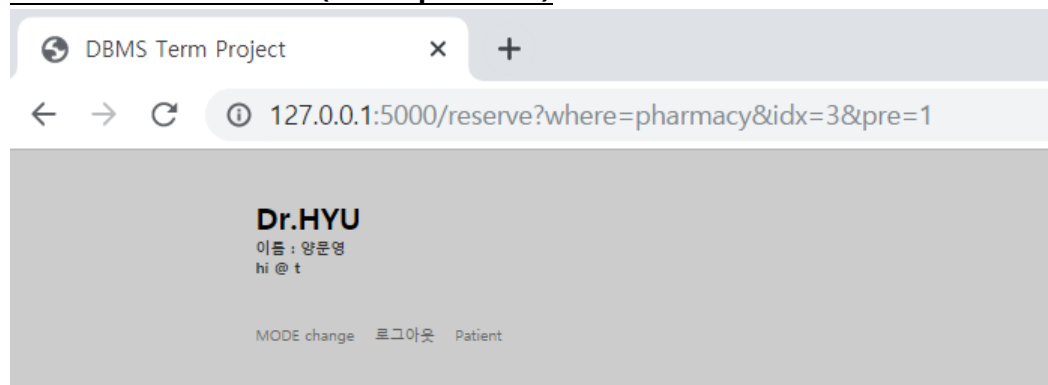 DBMS Term Project
127.0.0.1:5000/reserve?where=pharmacy&idx=3&pre=1
Dr.HYU
이름 : 양문영
hi @ t
MODE change 로그아웃 Patient